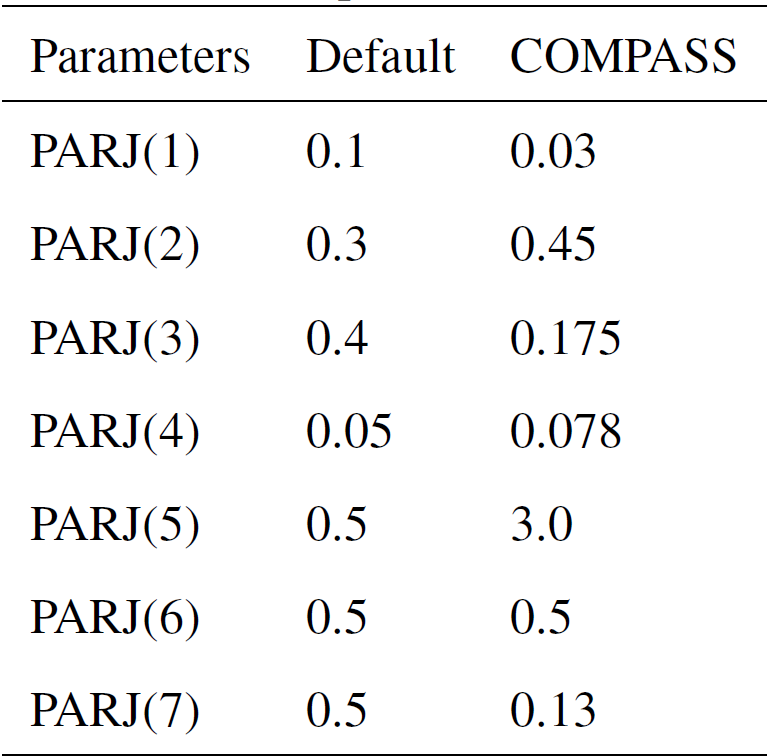 Parameters Default COMPASS
PARJ(1) 0.1 0.03
PARJ(2) 0.3 0.45
PARJ(3) 0.4 0.175
PARJ(4) 0.05 0.078
PARJ(5) 0.5 3.0
PARJ(6) 0.5 0.5
PARJ(7) 0.5 0.13